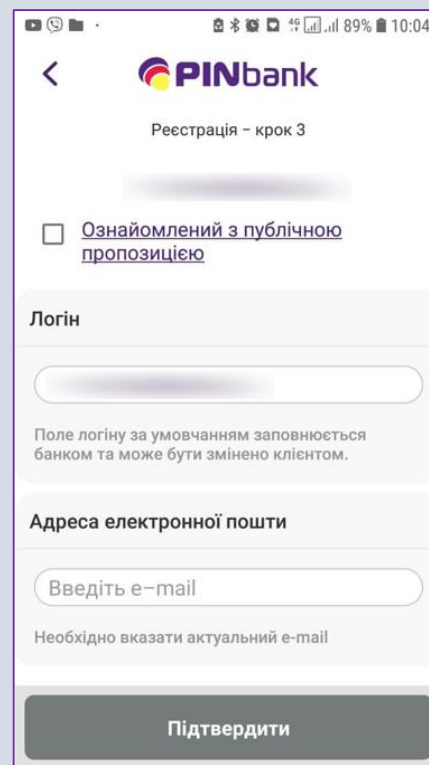 4G 89% 10:04
PINbank
Реєстрація – крок 3
Ознайомлений з публічною
пропозицією
Логін
Поле логіну за умовчанням заповнюється
банком та може бути змінено клієнтом.
Адреса електронної пошти
Введіть e–mail
Необхідно вказати актуальний e-mail
Підтвердити